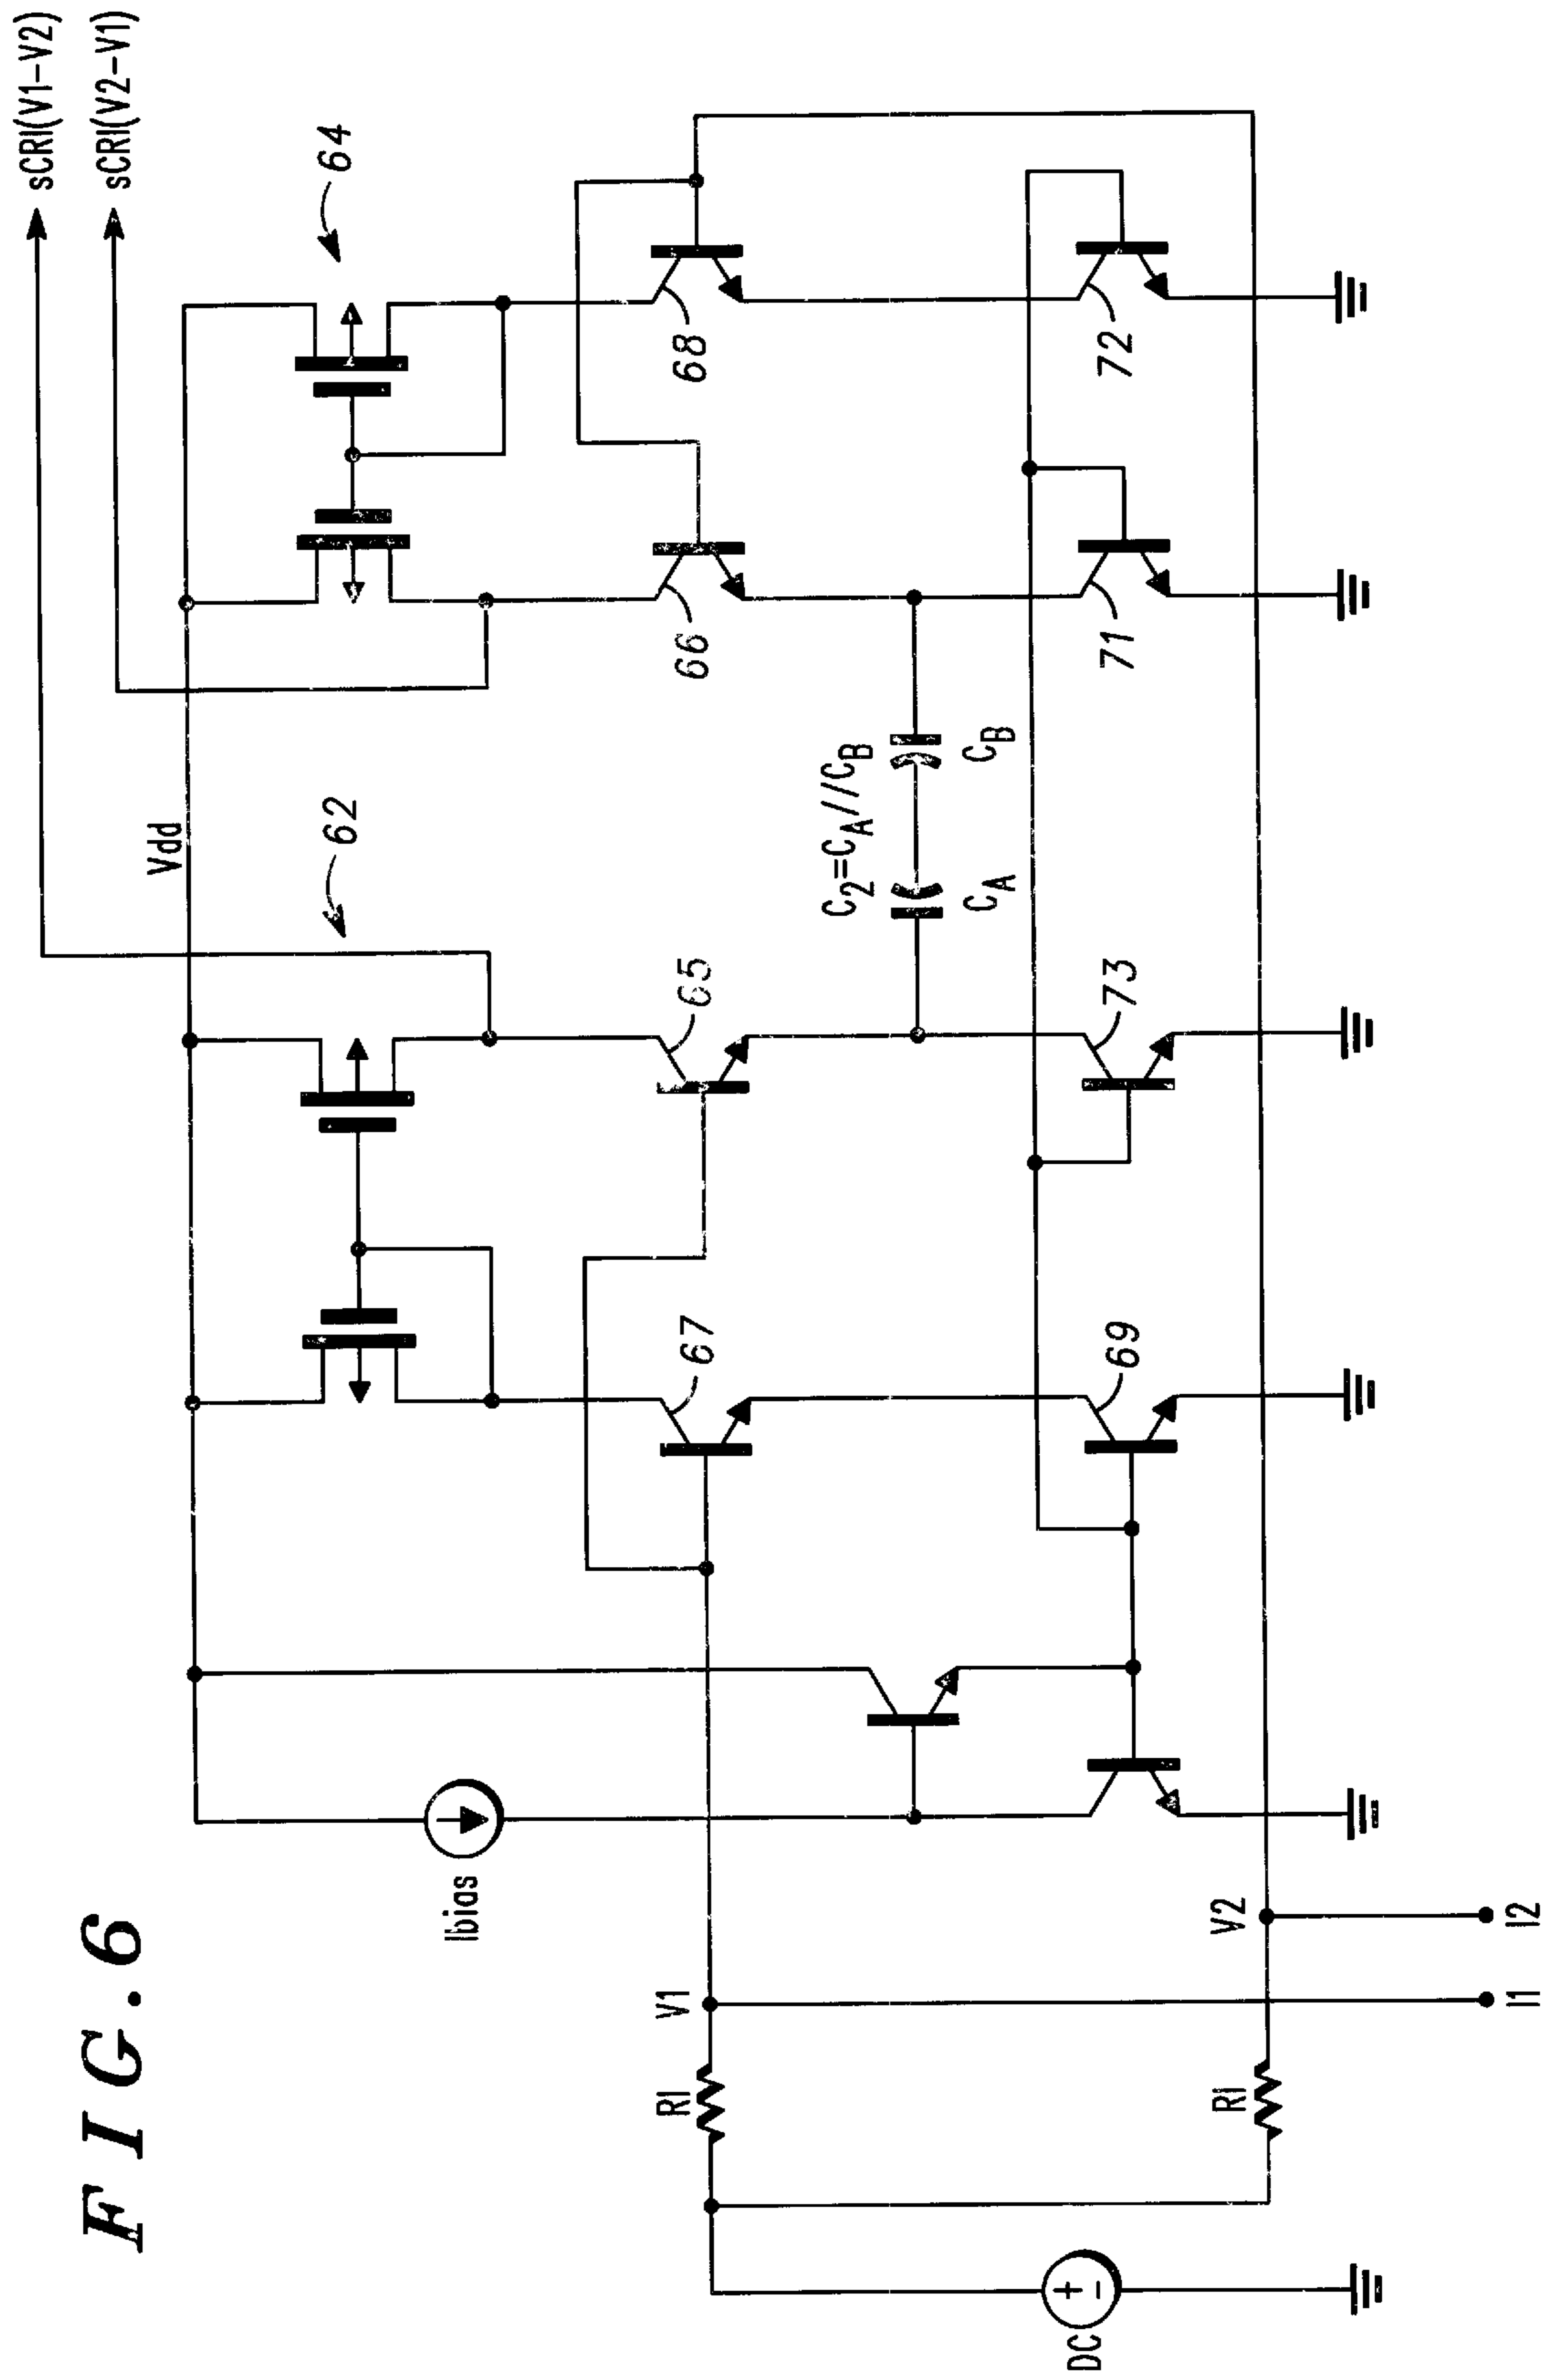 FIG. 6
sCRI(V1-V2)
sCRI(V2-V1)
Vdd
62
64
Ibias
V1
RI
67
65
66
68
C2=CA//CB
CA
CB
69
73
71
72
DC
+
-
RI
V2
I1
I2